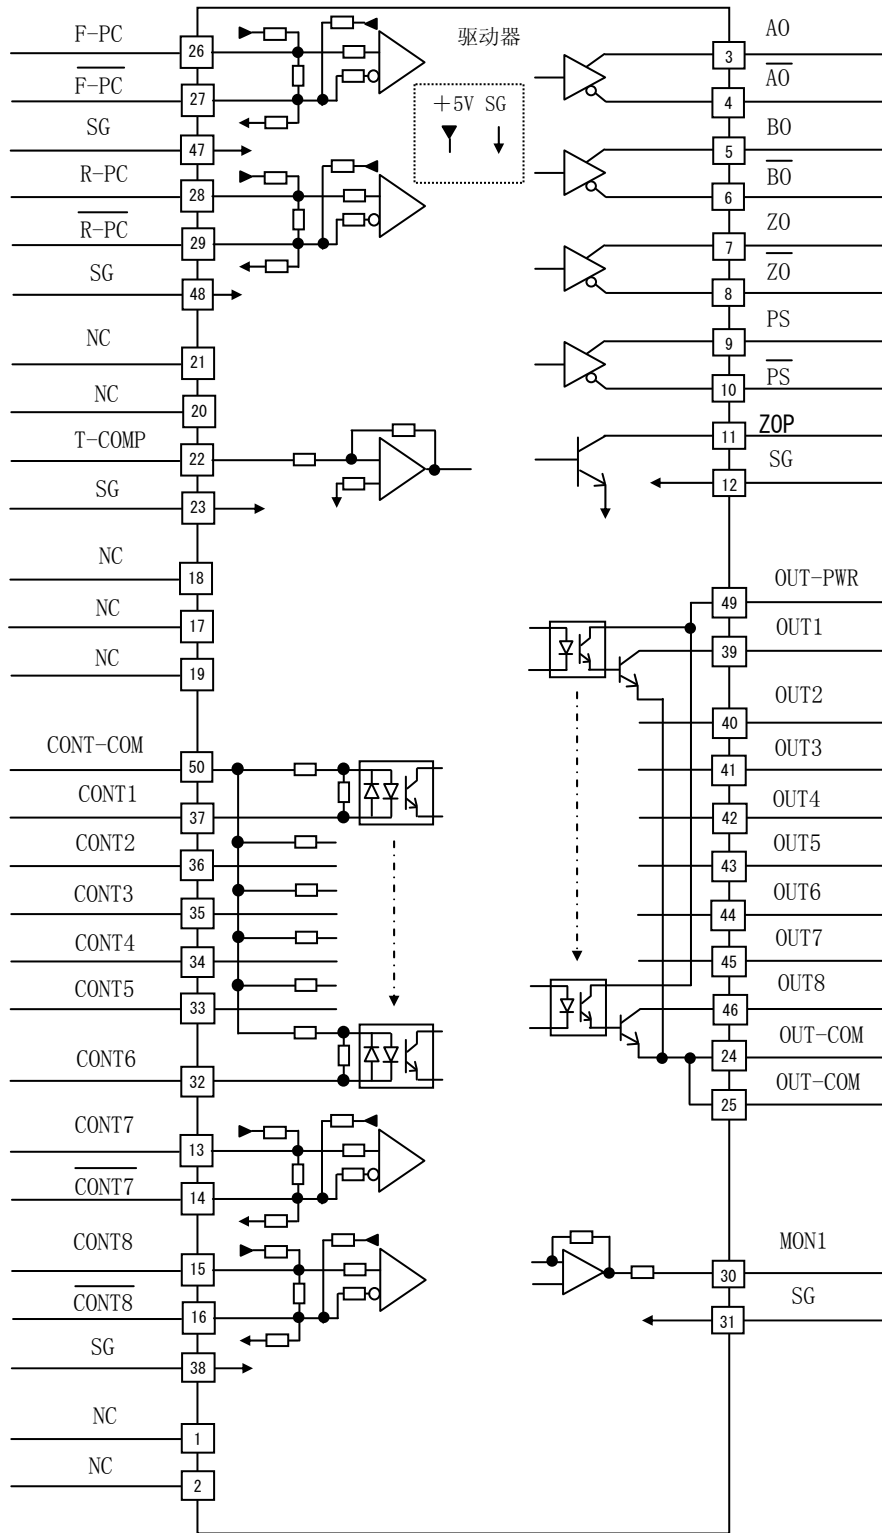 驱动器
＋5V SG
F-PC 26
F-PC 27
SG 47
R-PC 28
R-PC 29
SG 48
NC 21
NC 20
T-COMP 22
SG 23
NC 18
NC 17
NC 19
CONT-COM 50
CONT1 37
CONT2 36
CONT3 35
CONT4 34
CONT5 33
CONT6 32
CONT7 13
CONT7 14
CONT8 15
CONT8 16
SG 38
NC 1
NC 2
3 AO
4 AO
5 BO
6 BO
7 ZO
8 ZO
9 PS
10 PS
11 ZOP
12 SG
49 OUT-PWR
39 OUT1
40 OUT2
41 OUT3
42 OUT4
43 OUT5
44 OUT6
45 OUT7
46 OUT8
24 OUT-COM
25 OUT-COM
30 MON1
31 SG